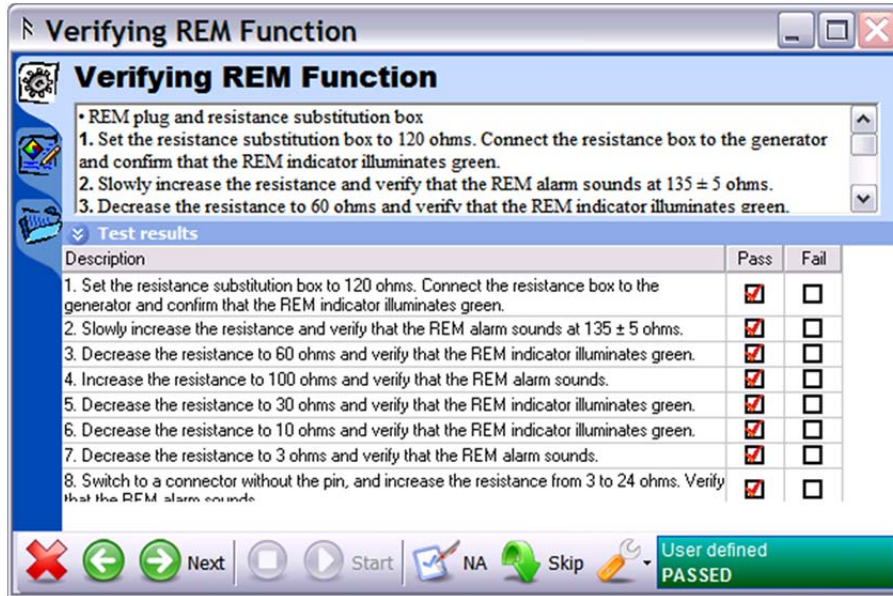 Verifying REM Function
Verifying REM Function
• REM plug and resistance substitution box
1. Set the resistance substitution box to 120 ohms. Connect the resistance box to the generator
and confirm that the REM indicator illuminates green.
2. Slowly increase the resistance and verify that the REM alarm sounds at 135 ± 5 ohms.
3. Decrease the resistance to 60 ohms and verify that the REM indicator illuminates green.
Test results
Description Pass Fail
1. Set the resistance substitution box to 120 ohms. Connect the resistance box to the
generator and confirm that the REM indicator illuminates green.
2. Slowly increase the resistance and verify that the REM alarm sounds at 135 ± 5 ohms.
3. Decrease the resistance to 60 ohms and verify that the REM indicator illuminates green.
4. Increase the resistance to 100 ohms and verify that the REM alarm sounds.
5. Decrease the resistance to 30 ohms and verify that the REM indicator illuminates green.
6. Decrease the resistance to 10 ohms and verify that the REM indicator illuminates green.
7. Decrease the resistance to 3 ohms and verify that the REM alarm sounds.
8. Switch to a connector without the pin, and increase the resistance from 3 to 24 ohms. Verify
that the REM alarm sounds
Next Start NA Skip User defined
PASSED